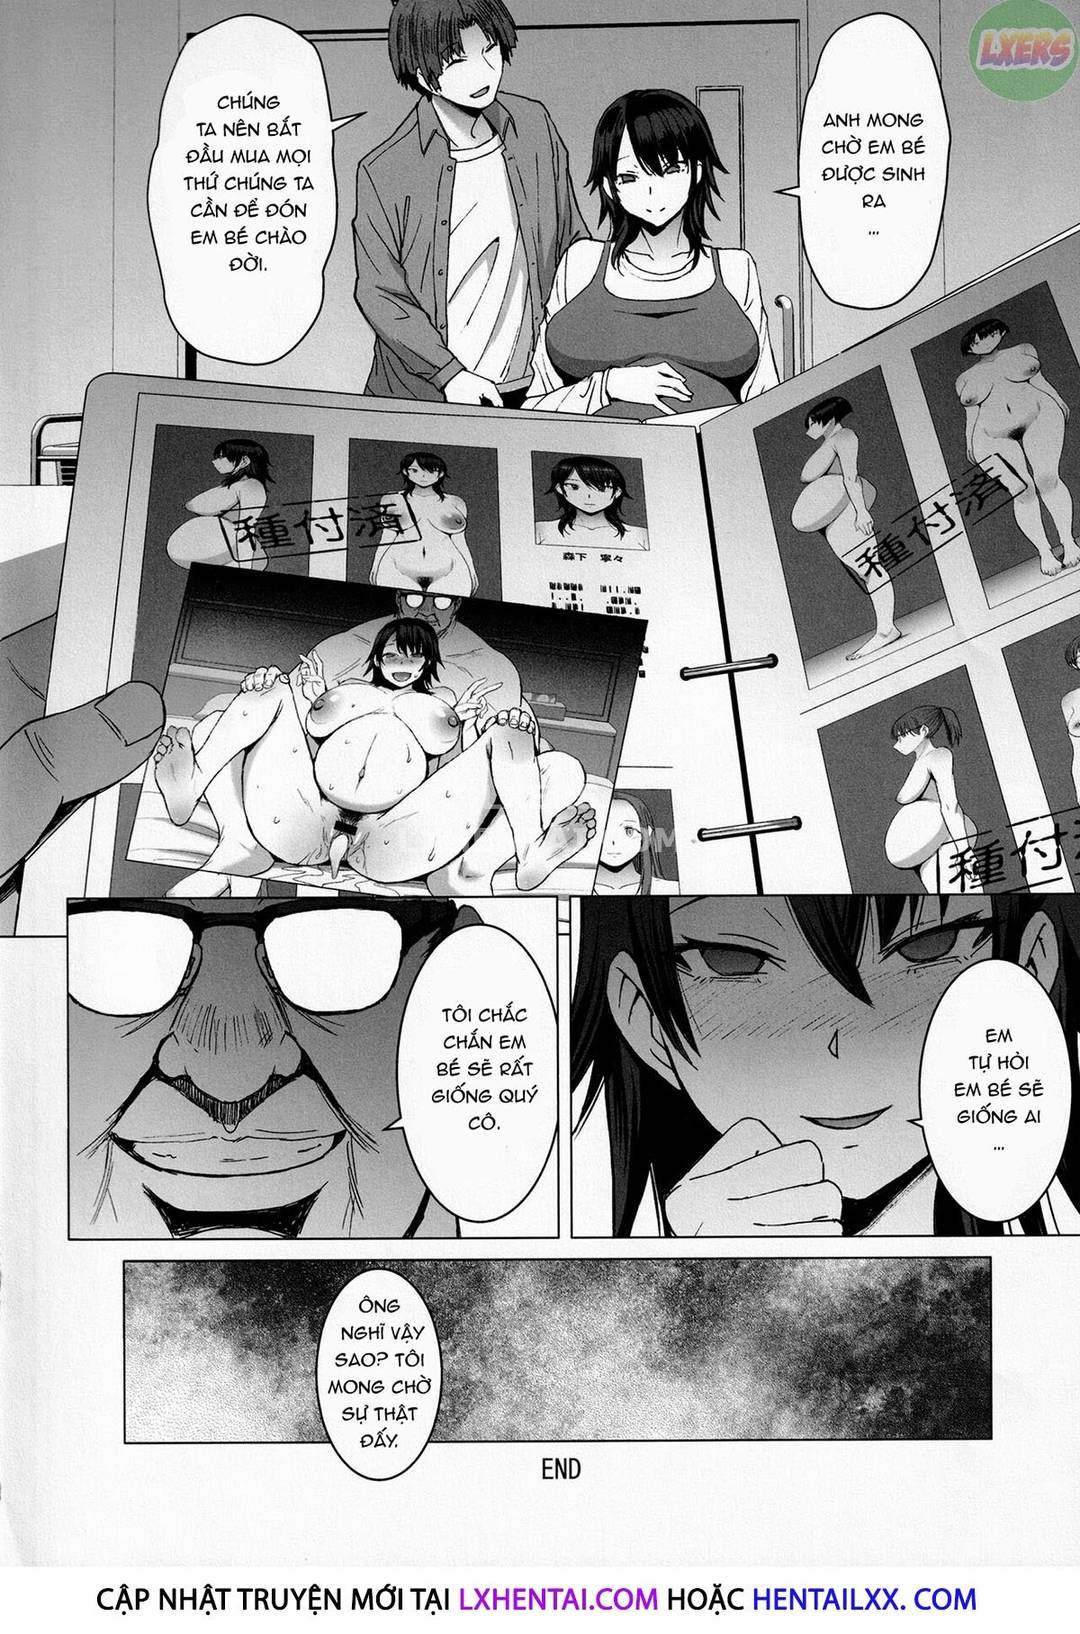 LXERS
ANH MONG
CHỜ EM BÉ
ĐƯỢC SINH
RA
...
CHÚNG
TA NÊN BẮT
ĐẦU MUA MỌI
THỨ CHÚNG TA
CẦN ĐỂ ĐÓN
EM BÉ CHÀO
ĐỜI.
種付済
森下 寧々
種付済
種付済
EM
TỰ HỎI
EM BÉ SẼ
GIỐNG AI
...
TÔI CHẮC
CHẮN EM
BÉ SẼ RẤT
GIỐNG QUÝ
CÔ.
ÔNG
NGHĨ VẬY
SAO? TÔI
MONG CHỜ
SỰ THẬT
ĐẤY.
END
CẬP NHẬT TRUYỆN MỚI TẠI LXHENTAI.COM HOẶC HENTAILXX. COM